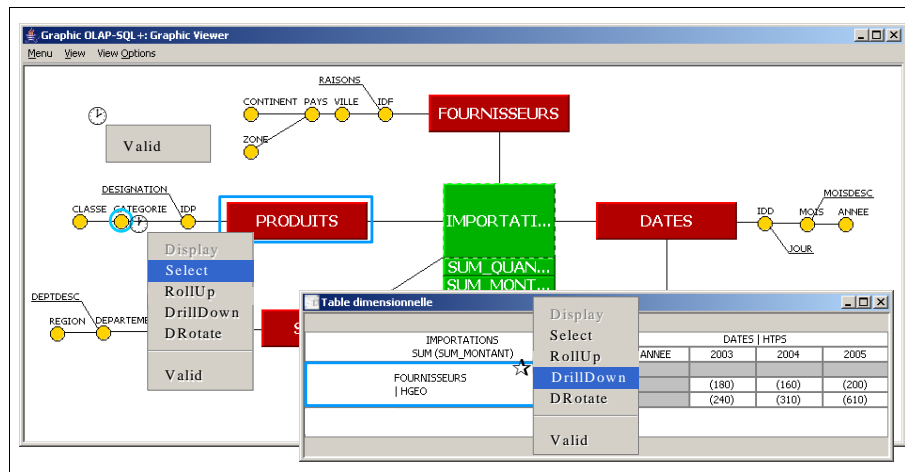 Graphic OLAP-SQL+: Graphic Viewer
Menu View View Options
RAISONS
CONTINENT PAYS VILLE IDF
FOURNISSEURS
ZONE
Valid
DESIGNATION
CLASSE CATEGORIE IDP
PRODUITS
IMPORTATI...
DATES
MOISDESC
IDD MOIS ANNEE
JOUR
SUM_QUAN...
SUM_MONT...
Display
Select
RollUp
DrillDown
DRotate
Valid
DEPTDESC
REGION
Table dimensionnelle
IMPORTATIONS
SUM (SUM_MONTANT)
DATES | HTPS
ANNEE 2003 2004 2005
FOURNISSEURS
| HGEO
(180) (160) (200)
(240) (310) (610)
Display
Select
RollUp
DrillDown
DRotate
Valid